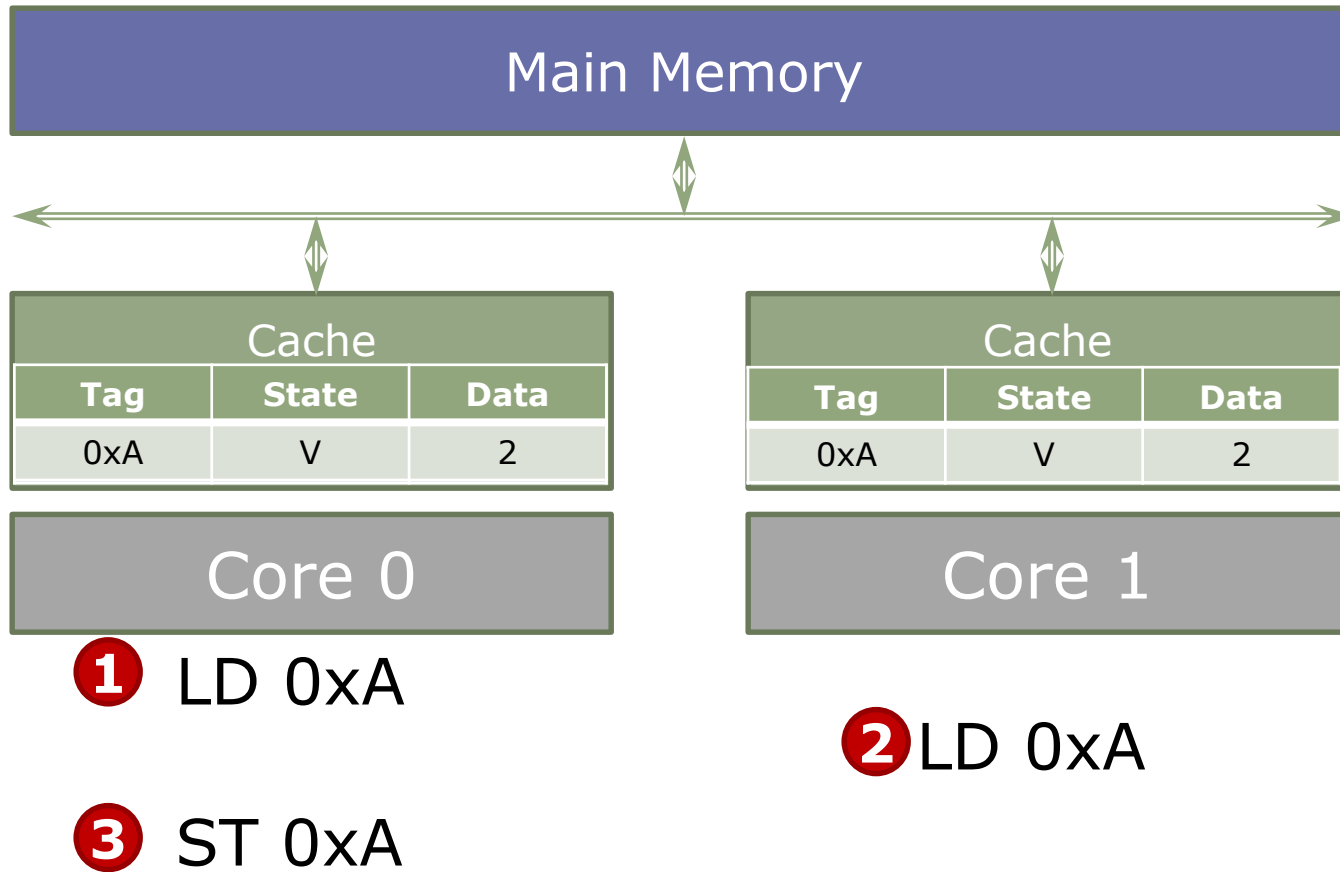 Main Memory
Cache
Tag State Data
0xA V 2
Cache
Tag State Data
0xA V 2
Core 0
Core 1
1 LD 0xA
2 LD 0xA
3 ST 0xA